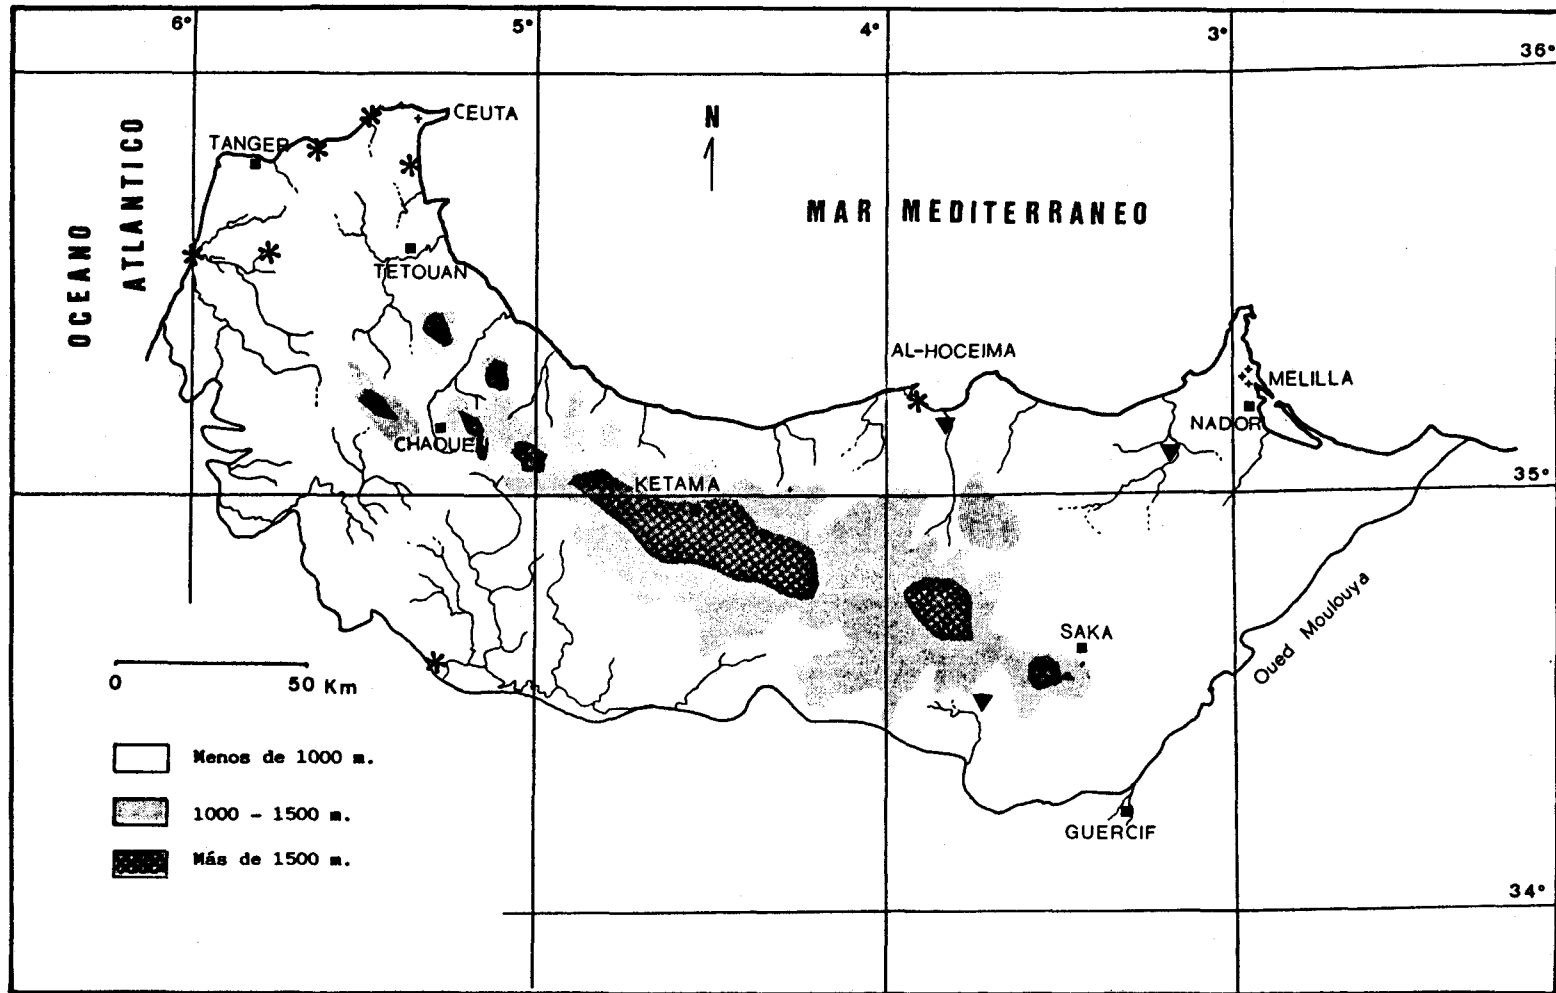 6°
5°
4°
3°
36°
CEUTA
TANGER
N
OCEANO
ATLANTICO
MAR MEDITERRANEO
TETOUAN
AL-HOCEIMA
MELILLA
NADOR
CHAOUEN
KETAMA
35°
SAKA
Oued Moulouya
0 50 Km
Menos de 1000 m.
1000 - 1500 m.
GUERCIF
Más de 1500 m.
34°